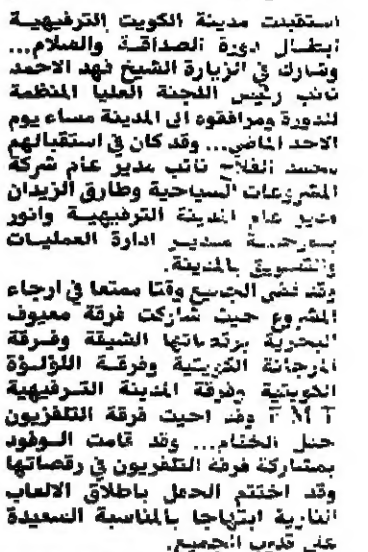 استقبلت مدينة الكويت الترفيهية
ابطال دورة الصداقة والسلام...
وشارك في الزيارة الشيخ فهد الاحمد
نائب رئيس اللجنة العليا المنظمة
للدورة ومرافقوه الى المدينة مساء يوم
الاحد الماضي... وقد كان في استقبالهم
محمد الفلاح نائب مدير عام شركة
المشروعات السياحية وطارق الزيدان
مدير عام المدينة الترفيهية وانور
مدير ادارة العمليات
والتسويق بالمدينة.
وقد قضى الجميع وقتا ممتعا في ارجاء
المشروع حيث شاركت فرقة معيوف
البحرية برقصاتها الشيقة وفرقة
المرجانة الكويتية وفرقة اللؤلؤة
الكويتية وفرقة المدينة الترفيهية
وقد احيت فرقة التلفزيون
حفل الختام... وقد قامت الوفود
بمشاركة فرقة التلفزيون في رقصاتها
وقد اختتم الحفل باطلاق الالعاب
النارية ابتهاجا بالمناسبة السعيدة
على قلوب الجميع.